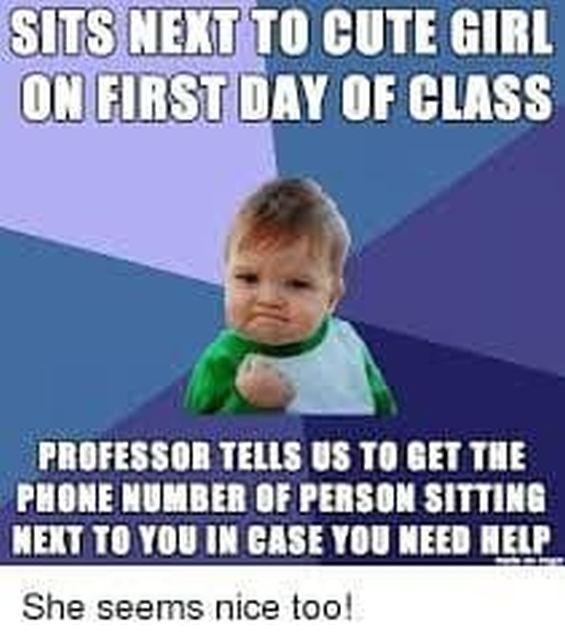 SITS NEXT TO CUTE GIRL
ON FIRST DAY OF CLASS
PROFESSOR TELLS US TO GET THE
PHONE NUMBER OF PERSON SITTING
NEXT TO YOU IN CASE YOU NEED HELP
She seems nice too!